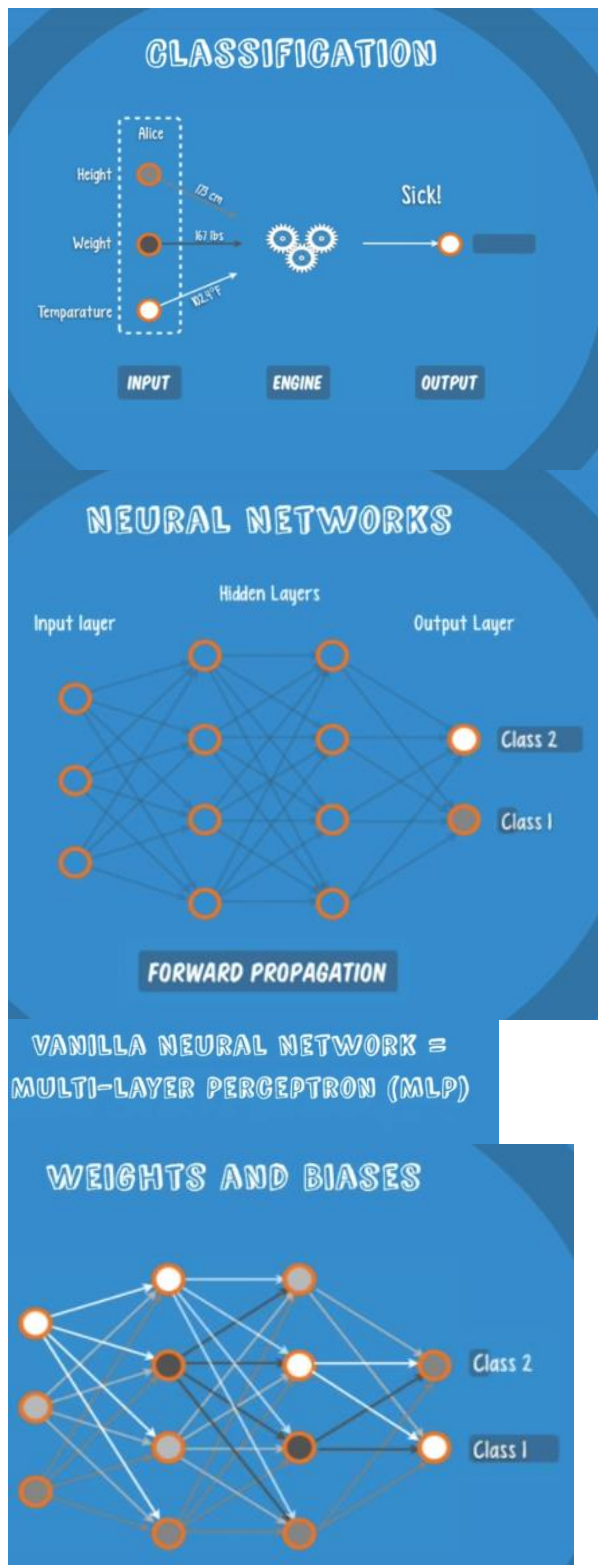 CLASSIFICATION
Alice
Height
173 cm
Sick!
Weight
167 lbs
Temparature
102.4°F
INPUT
ENGINE
OUTPUT
NEURAL NETWORKS
Hidden Layers
Input layer
Output Layer
Class 2
Class 1
FORWARD PROPAGATION
VANILLA NEURAL NETWORK =
MULTI-LAYER PERCEPTRON (MLP)
WEIGHTS AND BIASES
Class 2
Class 1